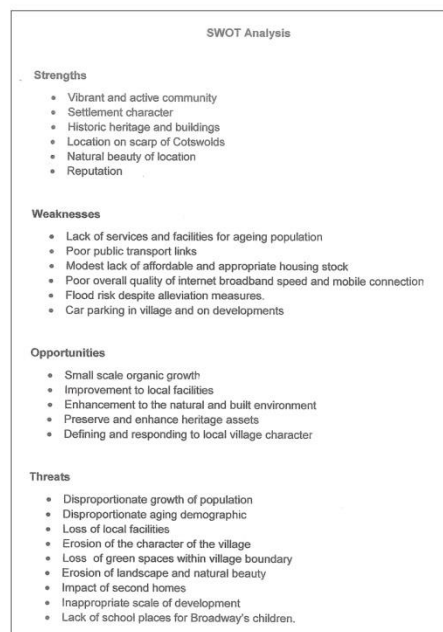 SWOT Analysis
Strengths
• Vibrant and active community
• Settlement character
• Historic heritage and buildings
• Location on scarp of Cotswolds
• Natural beauty of location
• Reputation
Weaknesses
• Lack of services and facilities for ageing population
• Poor public transport links
• Modest lack of affordable and appropriate housing stock
• Poor overall quality of internet broadband speed and mobile connection
• Flood risk despite alleviation measures.
• Car parking in village and on developments
Opportunities
• Small scale organic growth
• Improvement to local facilities
• Enhancement to the natural and built environment
• Preserve and enhance heritage assets
• Defining and responding to local village character
Threats
• Disproportionate growth of population
• Disproportionate aging demographic
• Loss of local facilities
• Erosion of the character of the village
• Loss of green spaces within village boundary
• Erosion of landscape and natural beauty
• Impact of second homes
• Inappropriate scale of development
• Lack of school places for Broadway's children.